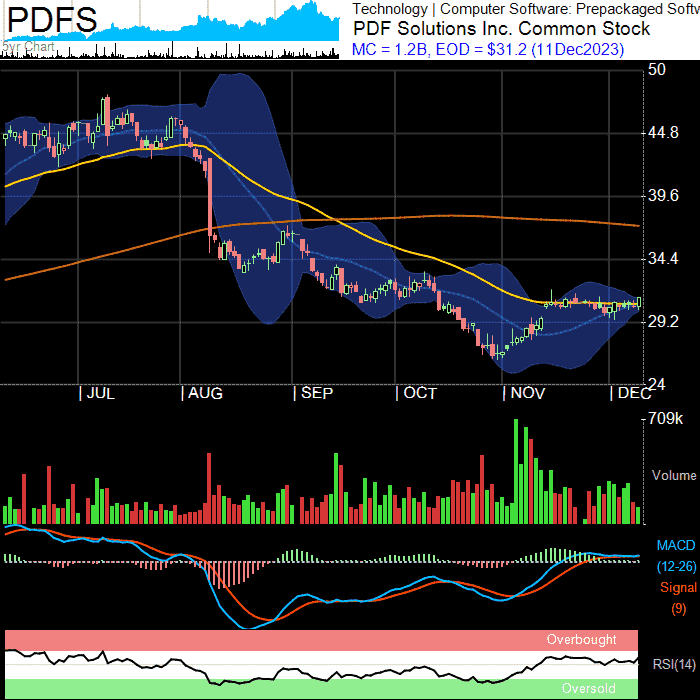 PDFS
5yr Chart
Technology | Computer Software: Prepackaged Softw
PDF Solutions Inc. Common Stock
MC = 1.2B, EOD = $31.2 (11Dec2023)
50
44.8
39.6
34.4
29.2
24
| JUL | AUG | SEP | OCT | NOV | DEC
709k
Volume
MACD
(12-26)
Signal
(9)
Overbought
RSI(14)
Oversold